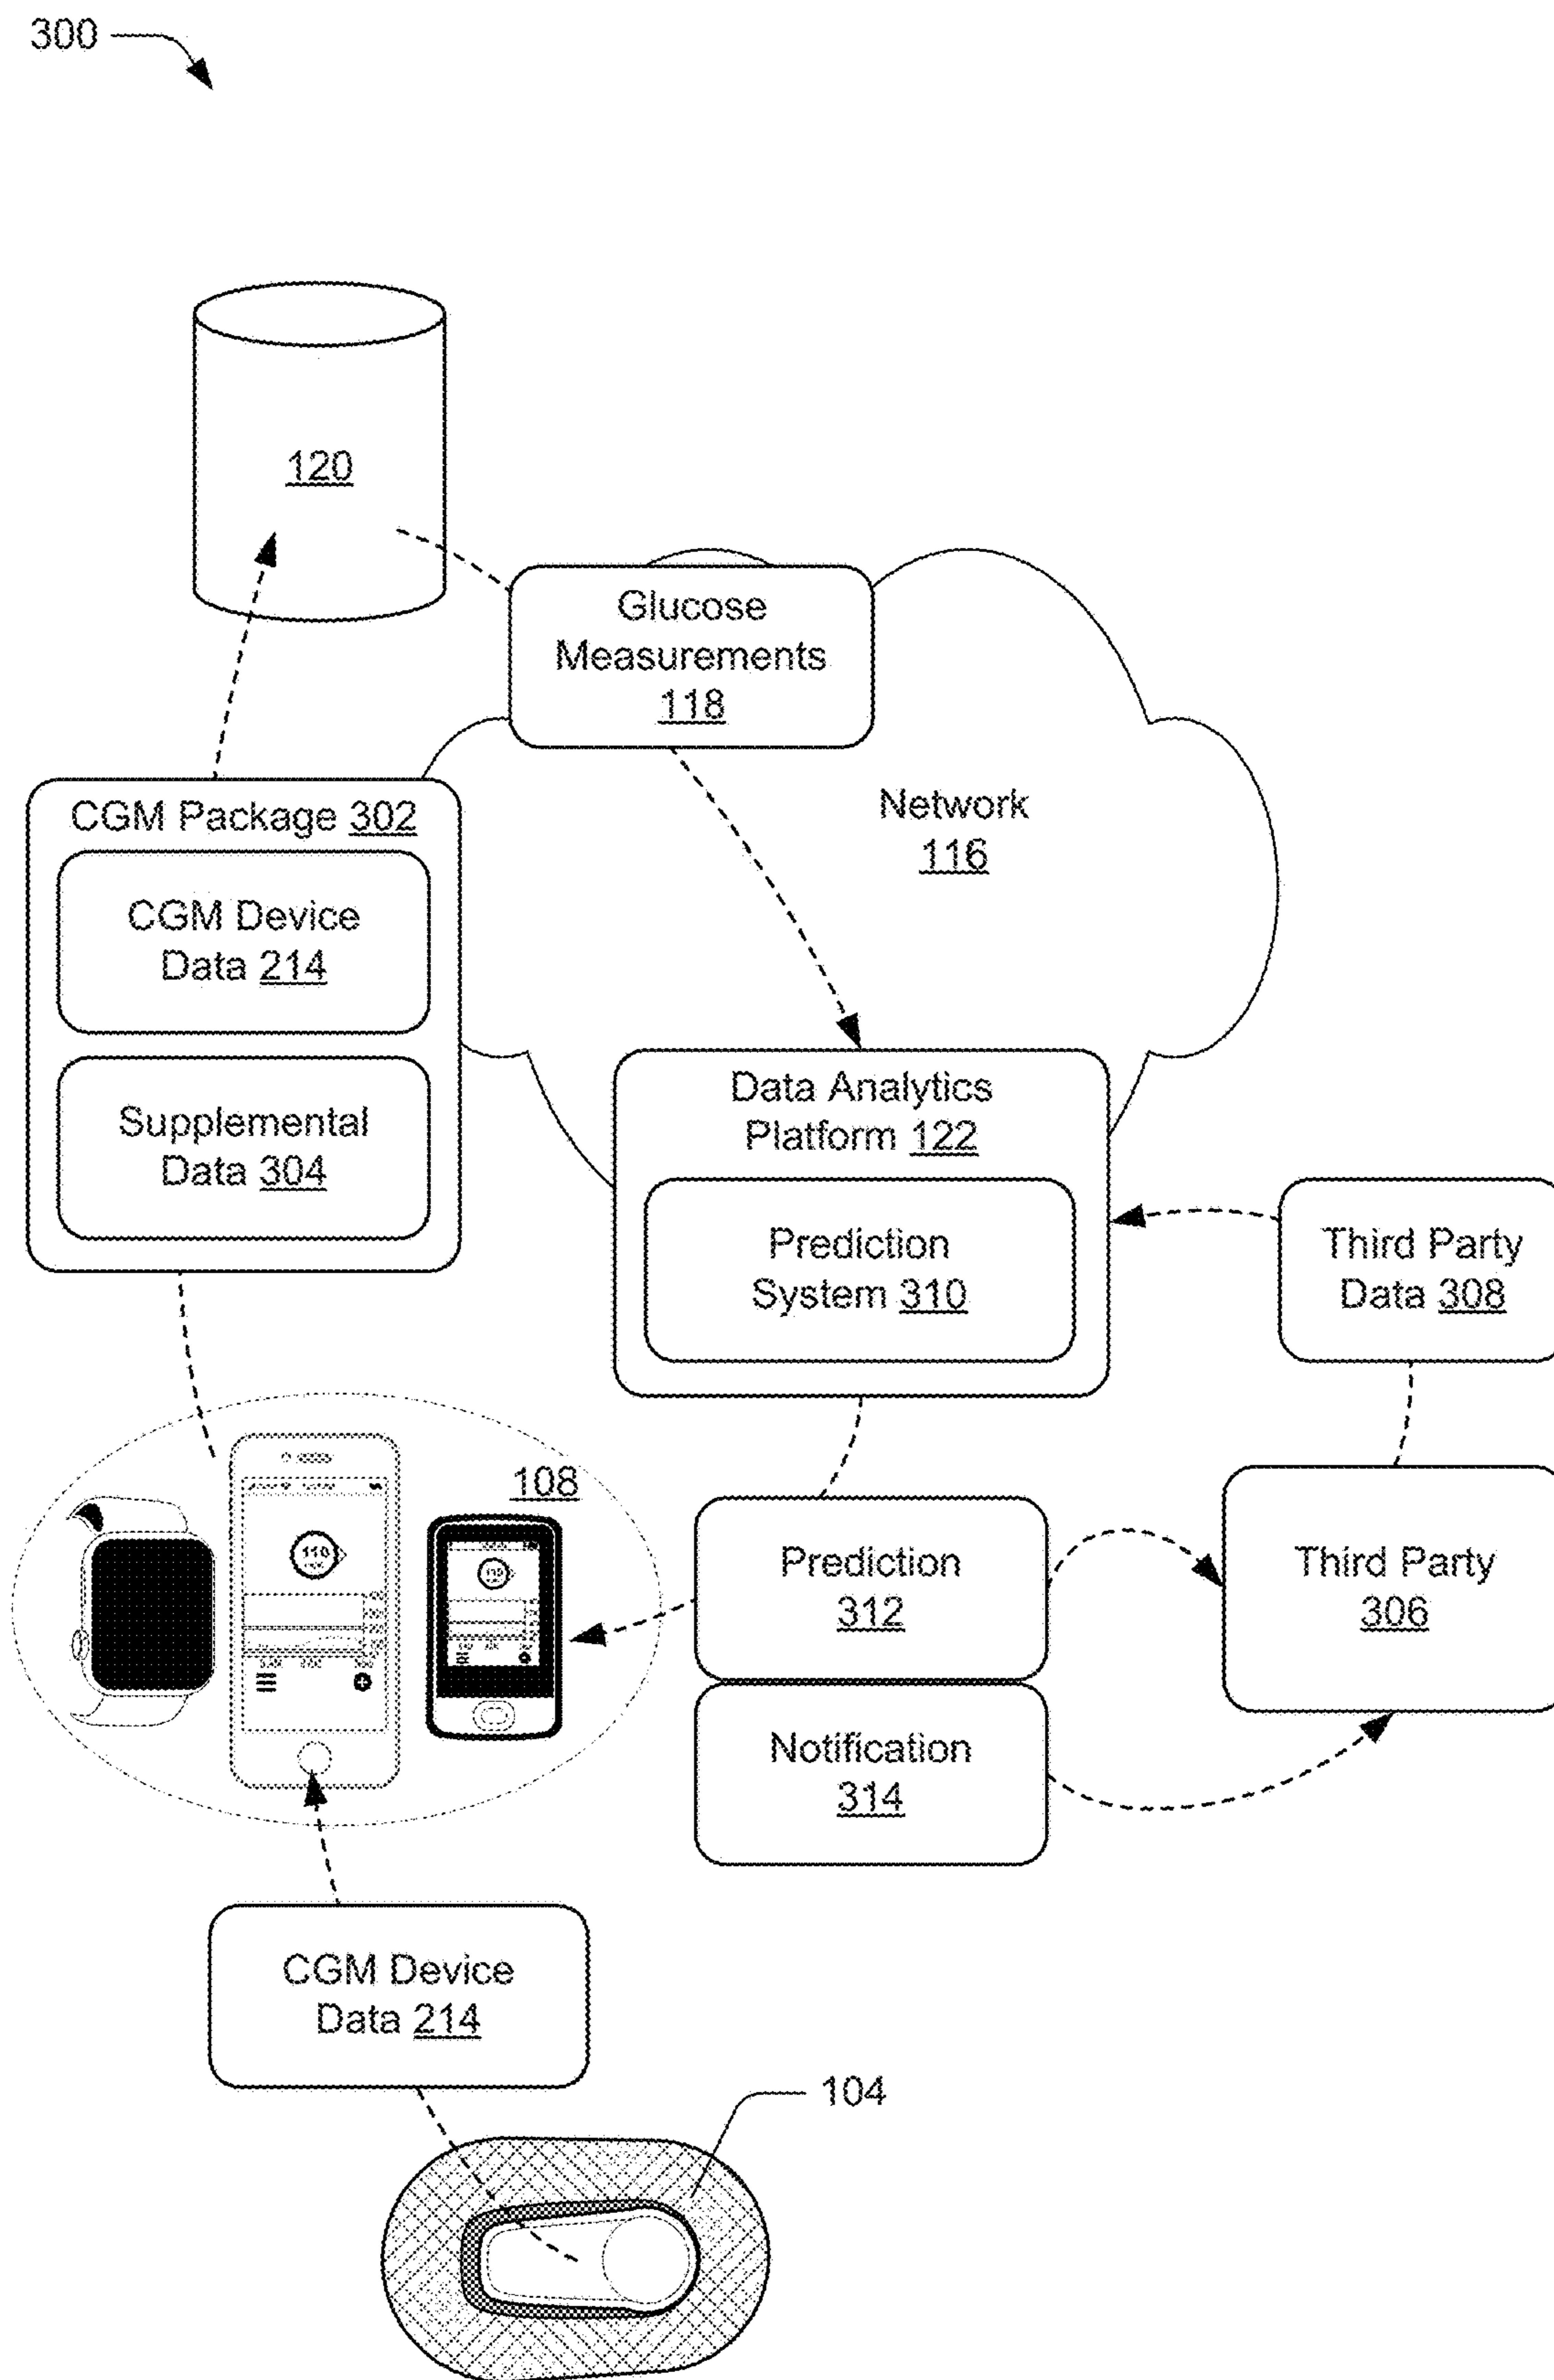 300
120
Glucose
Measurements
118
Network
116
CGM Package 302
CGM Device
Data 214
Supplemental
Data 304
Data Analytics
Platform 122
Prediction
System 310
Third Party
Data 308
108
110
110
Prediction
312
Third Party
306
Notification
314
CGM Device
Data 214
104